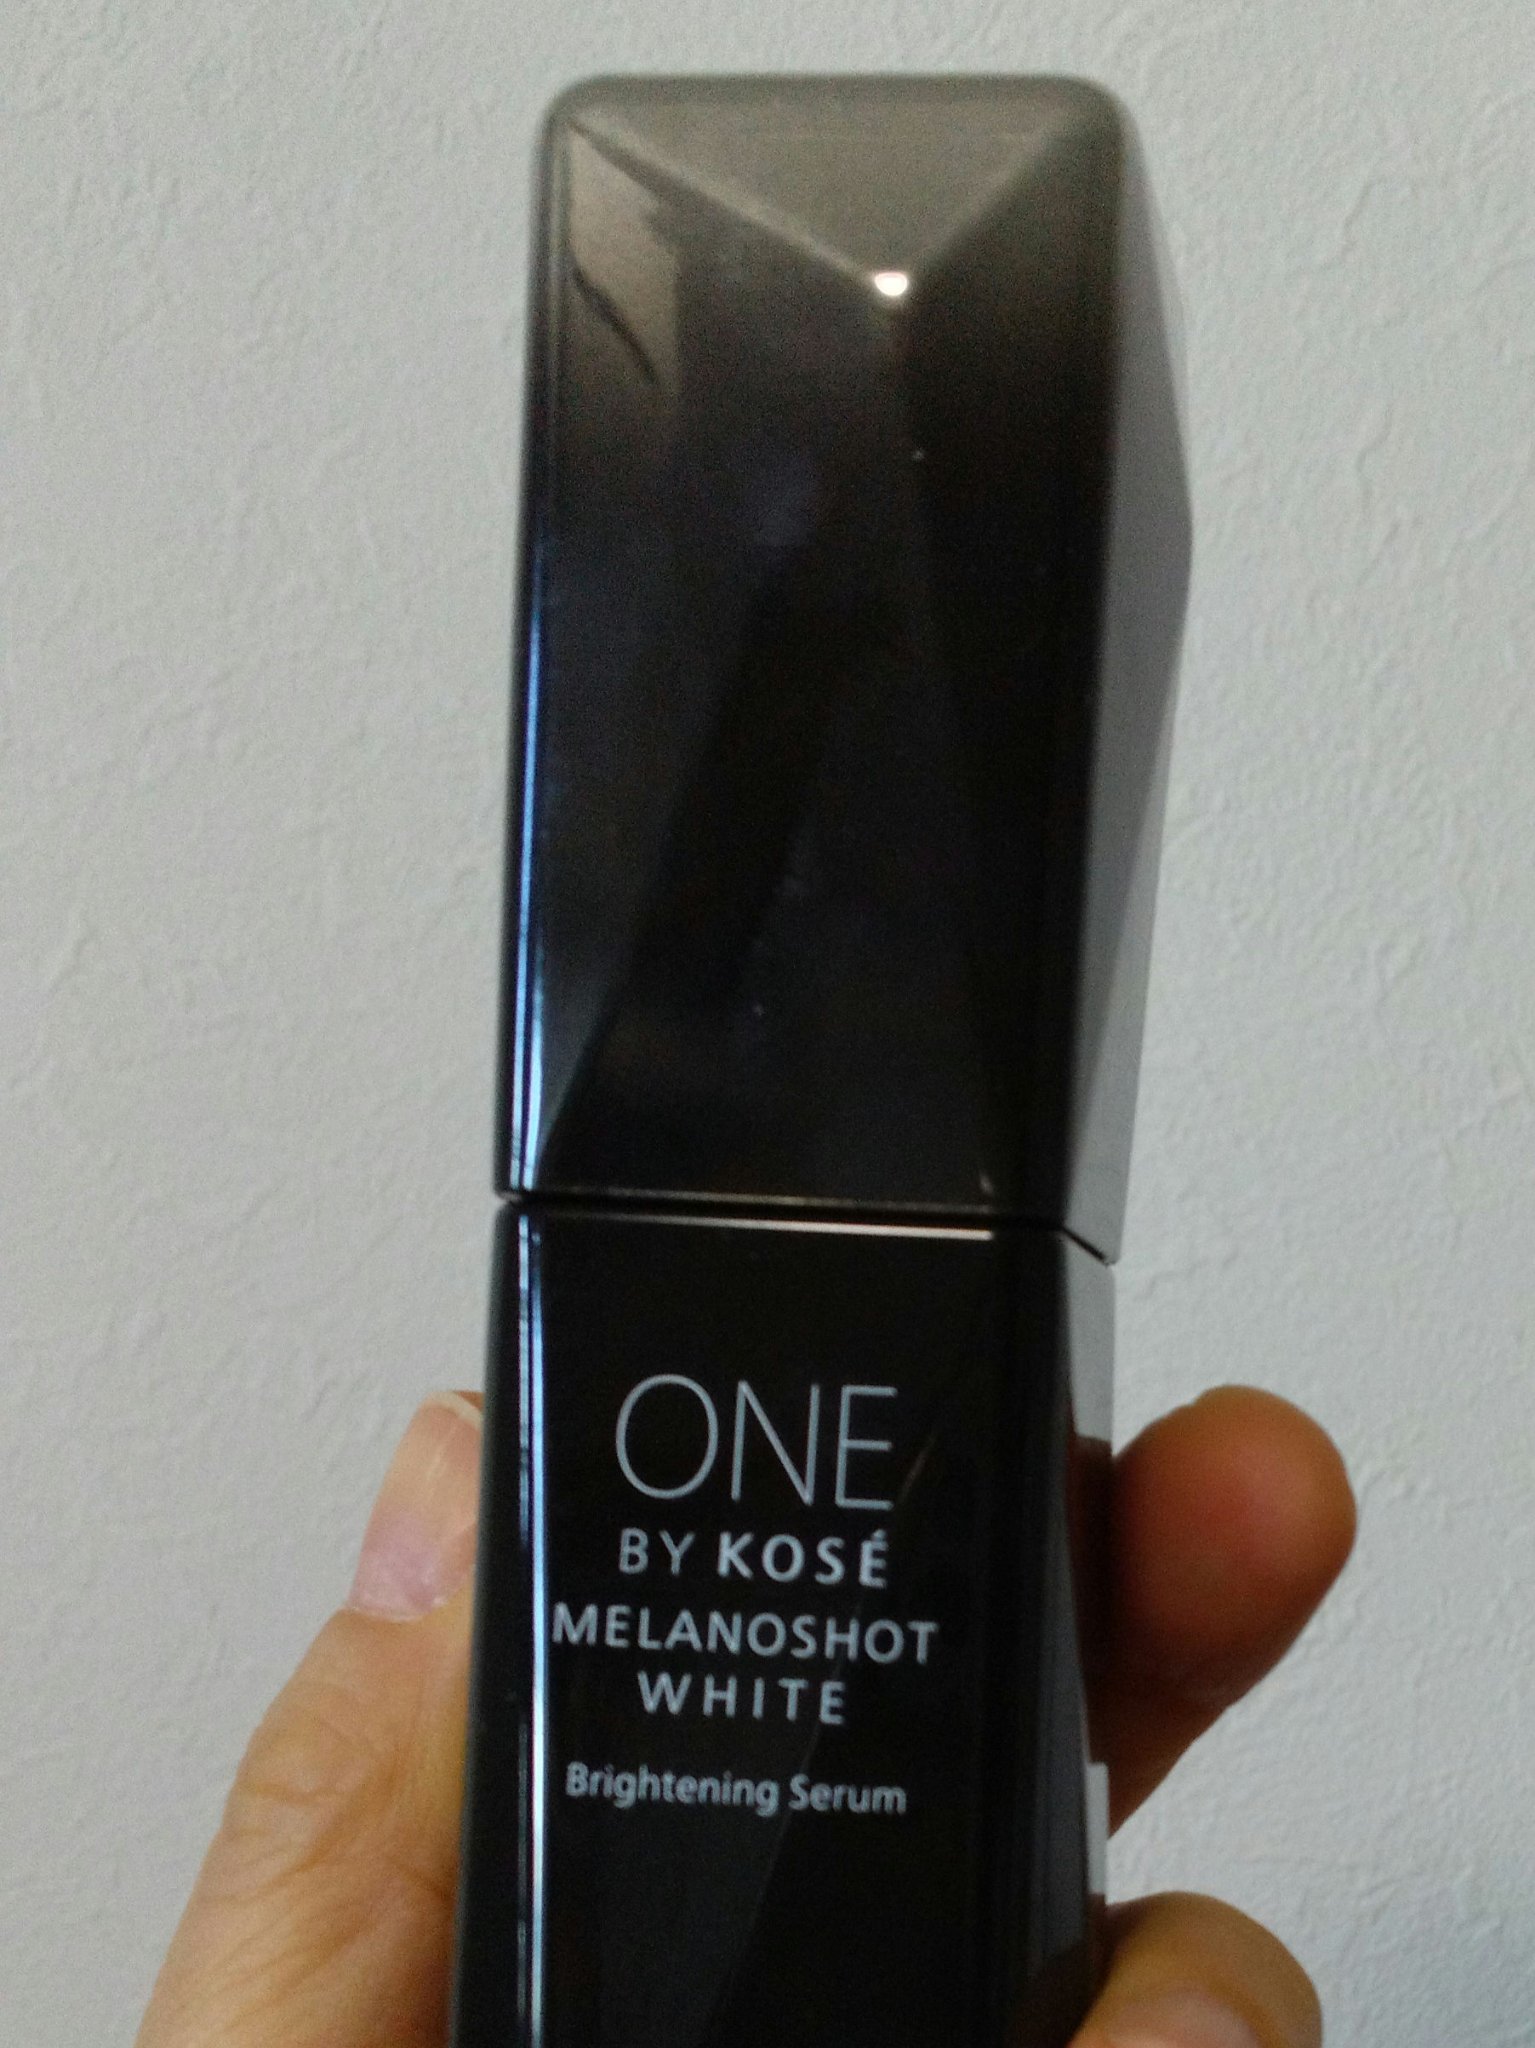 ONE
BY KOSÉ
MELANOSHOT
WHITE
Brightening Serum